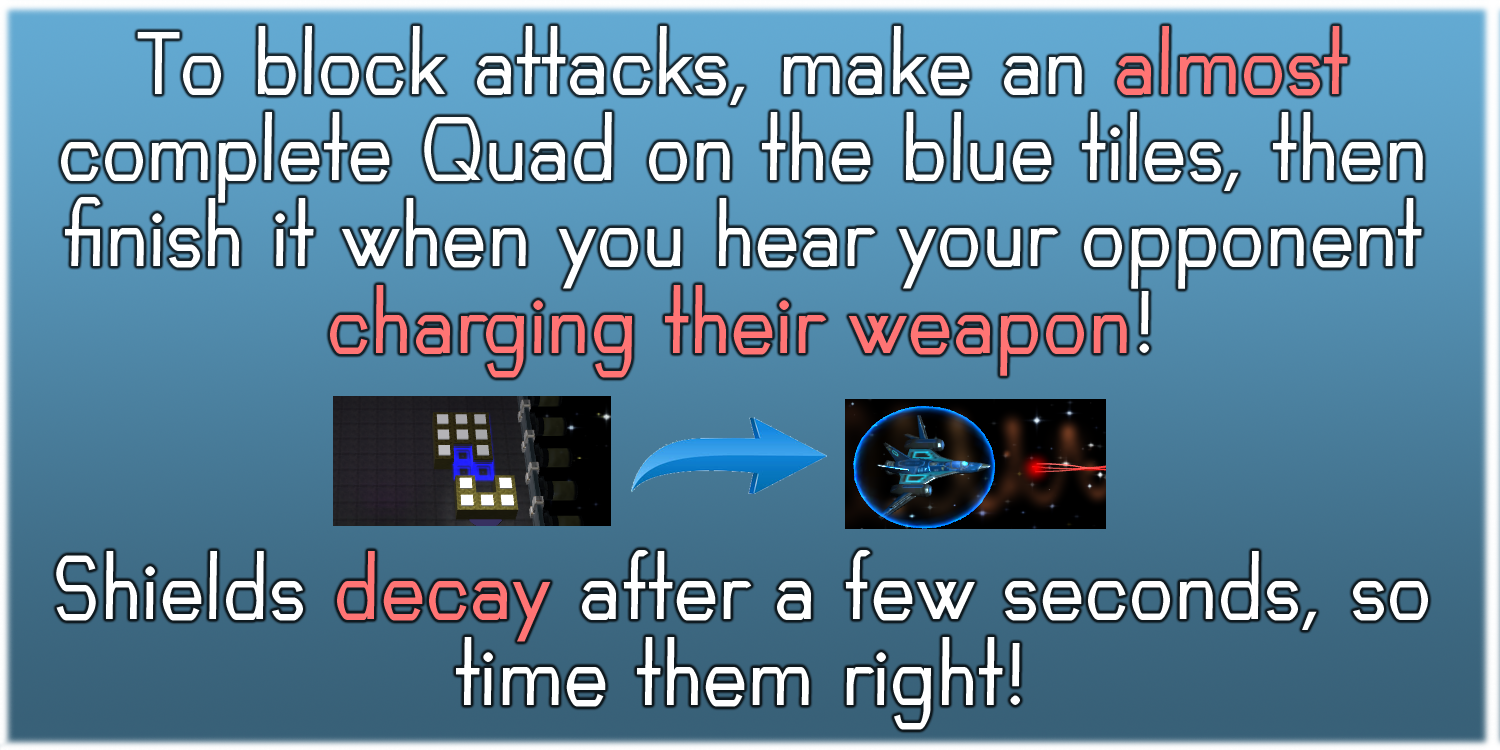 To block attacks, make an almost
complete Quad on the blue tiles, then
finish it when you hear your opponent
charging their weapon!
Shields decay after a few seconds, so
time them right!